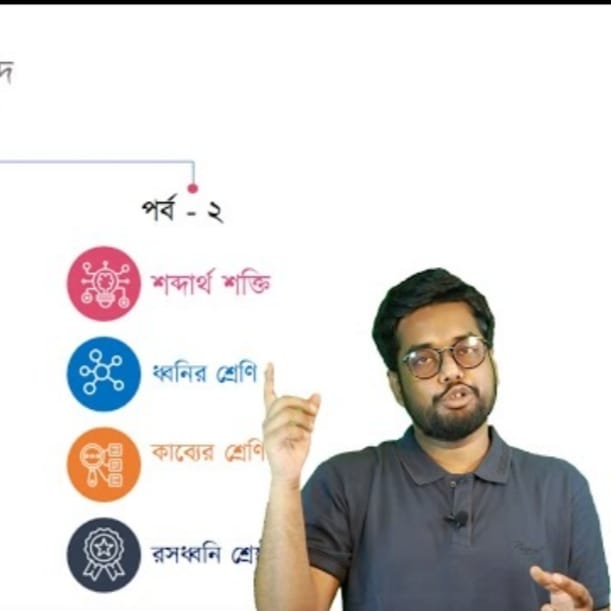 পর্ব - ২
শব্দার্থ শক্তি
ধ্বনির শ্রেণি
কাব্যের শ্রেণি
রসধ্বনি